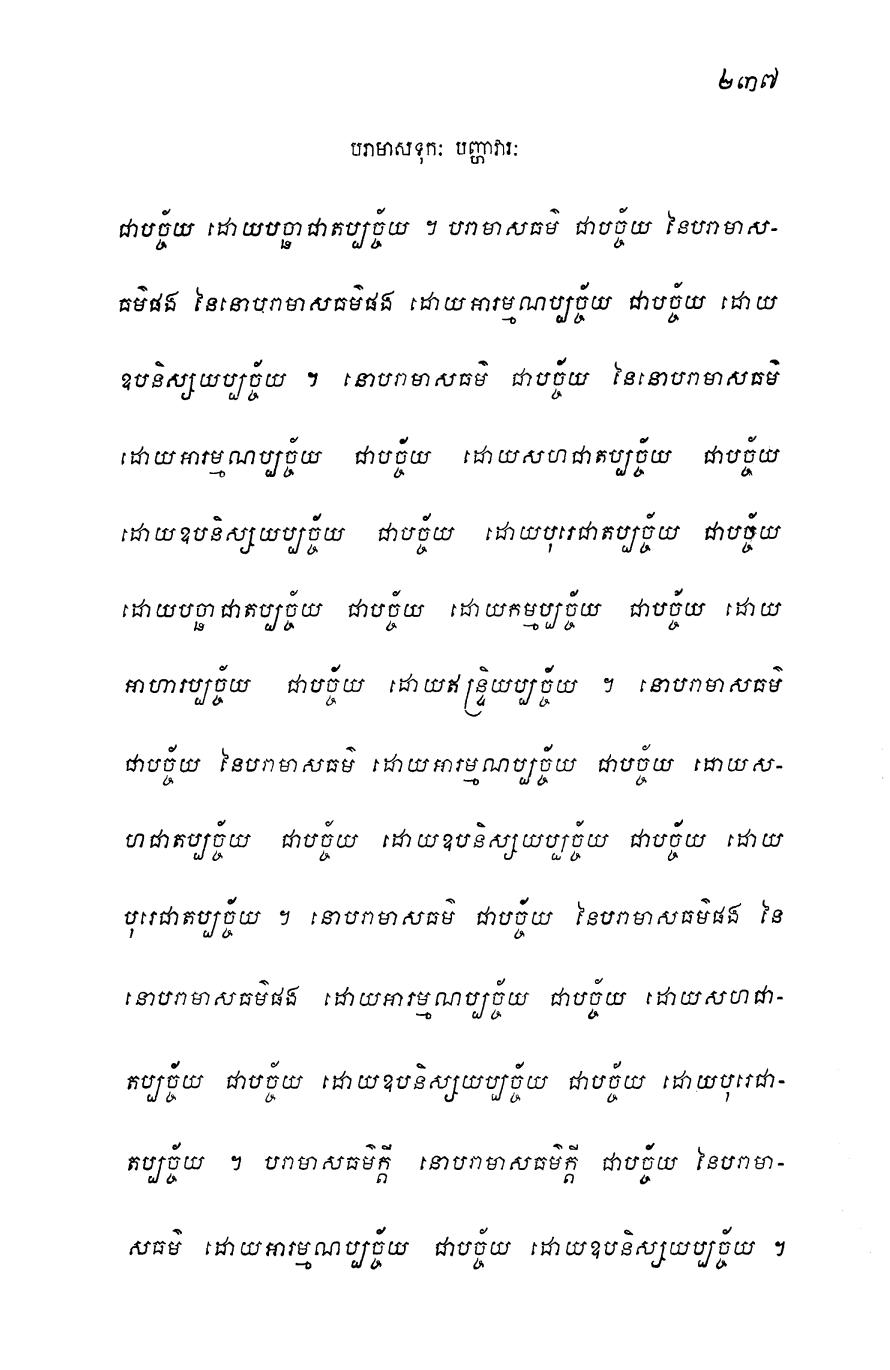 ២៣៧
បរាមាសទុកៈ បញ្ហាវារៈ
ជាបច្ច័យ ដោយបច្ឆាជាតប្បច្ច័យ ។ បរាមាសធម៌ ជាបច្ច័យ នៃបរាមាស-
ធម៌ផង នៃនោបរាមាសធម៌ផង ដោយអារម្មណប្បច្ច័យ ជាបច្ច័យ ដោយ
ឧបនិស្សយប្បច្ច័យ ។ នោបរាមាសធម៌ ជាបច្ច័យ នៃនោបរាមាសធម៌
ដោយអារម្មណប្បច្ច័យ ជាបច្ច័យ ដោយសហជាតប្បច្ច័យ ជាបច្ច័យ
ដោយឧបនិស្សយប្បច្ច័យ ជាបច្ច័យ ដោយបុរេជាតប្បច្ច័យ ជាបច្ច័យ
ដោយបច្ឆាជាតប្បច្ច័យ ជាបច្ច័យ ដោយកម្មប្បច្ច័យ ជាបច្ច័យ ដោយ
អាហារប្បច្ច័យ ជាបច្ច័យ ដោយឥន្ទ្រិយប្បច្ច័យ ។ នោបរាមាសធម៌
ជាបច្ច័យ នៃបរាមាសធម៌ ដោយអារម្មណប្បច្ច័យ ជាបច្ច័យ ដោយស-
ហជាតប្បច្ច័យ ជាបច្ច័យ ដោយឧបនិស្សយប្បច្ច័យ ជាបច្ច័យ ដោយ
បុរេជាតប្បច្ច័យ ។ នោបរាមាសធម៌ ជាបច្ច័យ នៃបរាមាសធម៌ផង នៃ
នោបរាមាសធម៌ផង ដោយអារម្មណប្បច្ច័យ ជាបច្ច័យ ដោយសហជា-
តប្បច្ច័យ ជាបច្ច័យ ដោយឧបនិស្សយប្បច្ច័យ ជាបច្ច័យ ដោយបុរេជា-
តប្បច្ច័យ ។ បរាមាសធម៌ក្តី នោបរាមាសធម៌ក្តី ជាបច្ច័យ នៃបរាមា-
សធម៌ ដោយអារម្មណប្បច្ច័យ ជាបច្ច័យ ដោយឧបនិស្សយប្បច្ច័យ ។